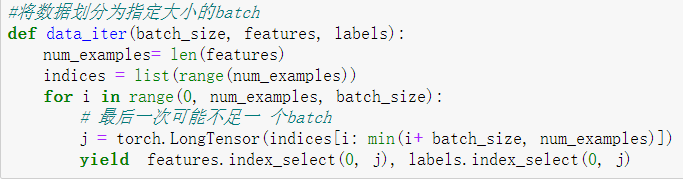 #将数据划分为指定大小的batch
def data_iter(batch_size, features, labels):
    num_examples= len(features)
    indices = list(range(num_examples))
    for i in range(0, num_examples, batch_size):
        # 最后一次可能不足一 个batch
        j = torch.LongTensor(indices[i: min(i+ batch_size, num_examples)])
        yield  features.index_select(0, j), labels.index_select(0, j)